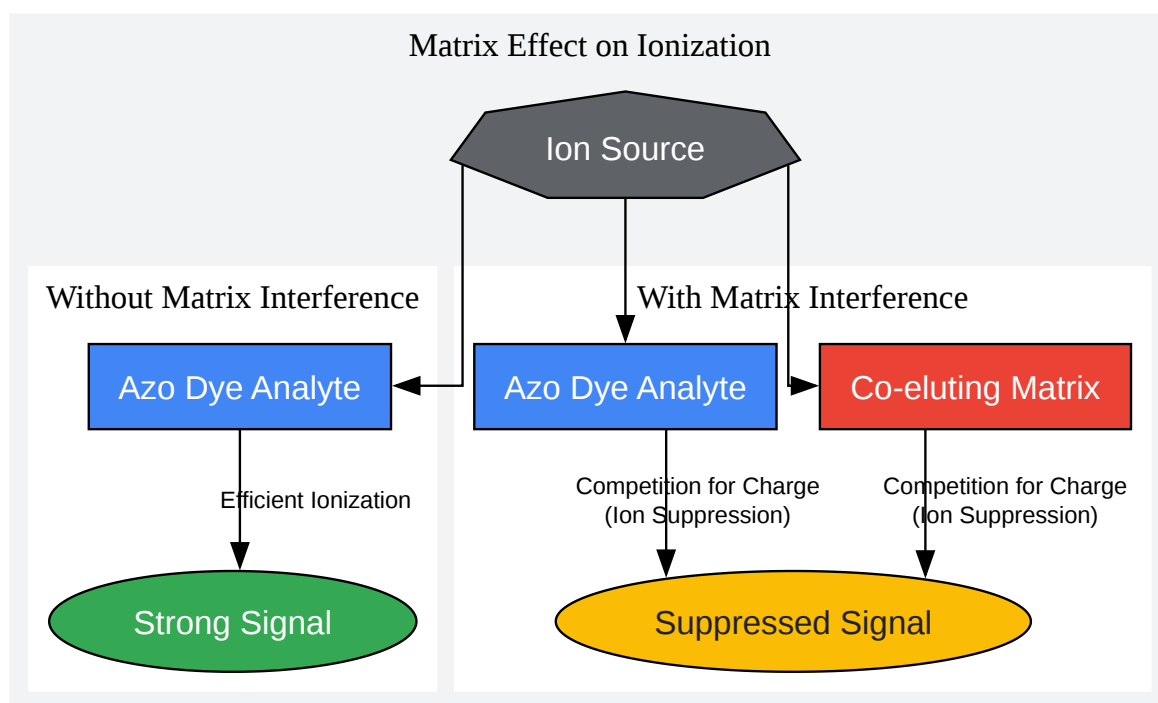 Matrix Effect on Ionization
Ion Source
Without Matrix Interference
With Matrix Interference
Azo Dye Analyte
Azo Dye Analyte
Co-eluting Matrix
Efficient Ionization
Competition for Charge
(Ion Suppression)
Competition for Charge
(Ion Suppression)
Strong Signal
Suppressed Signal